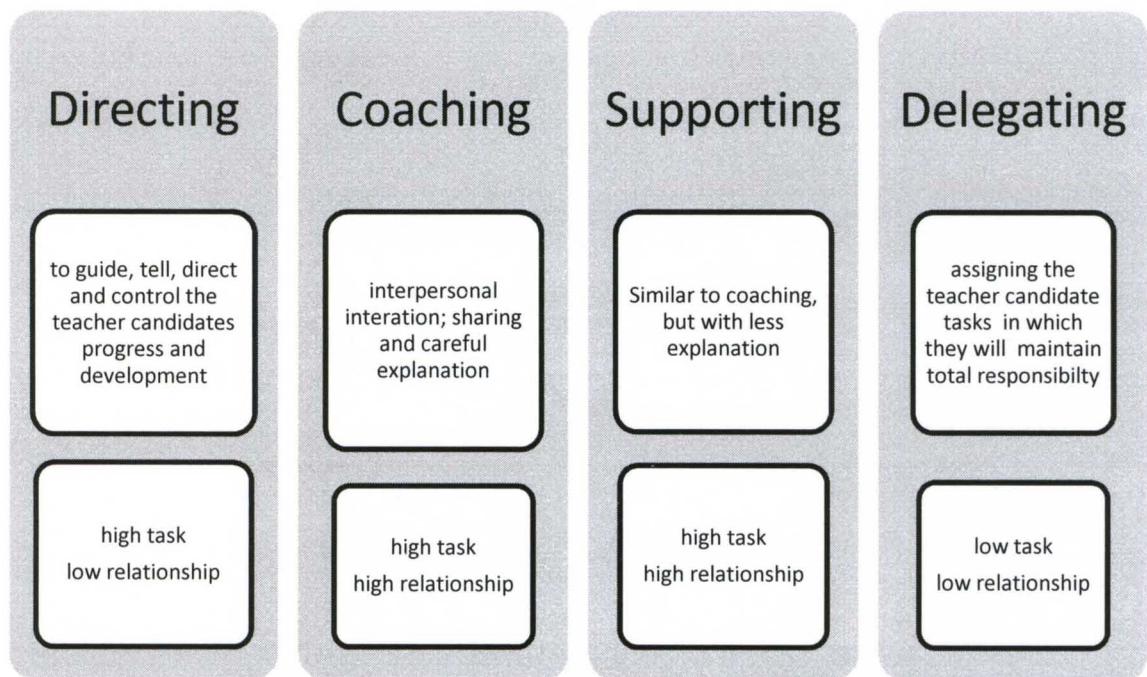 Directing
to guide, tell, direct
and control the
teacher candidates
progress and
development
high task
low relationship
Coaching
interpersonal
interation; sharing
and careful
explanation
high task
high relationship
Supporting
Similar to coaching,
but with less
explanation
high task
high relationship
Delegating
assigning the
teacher candidate
tasks in which
they will maintain
total responsibilty
low task
low relationship